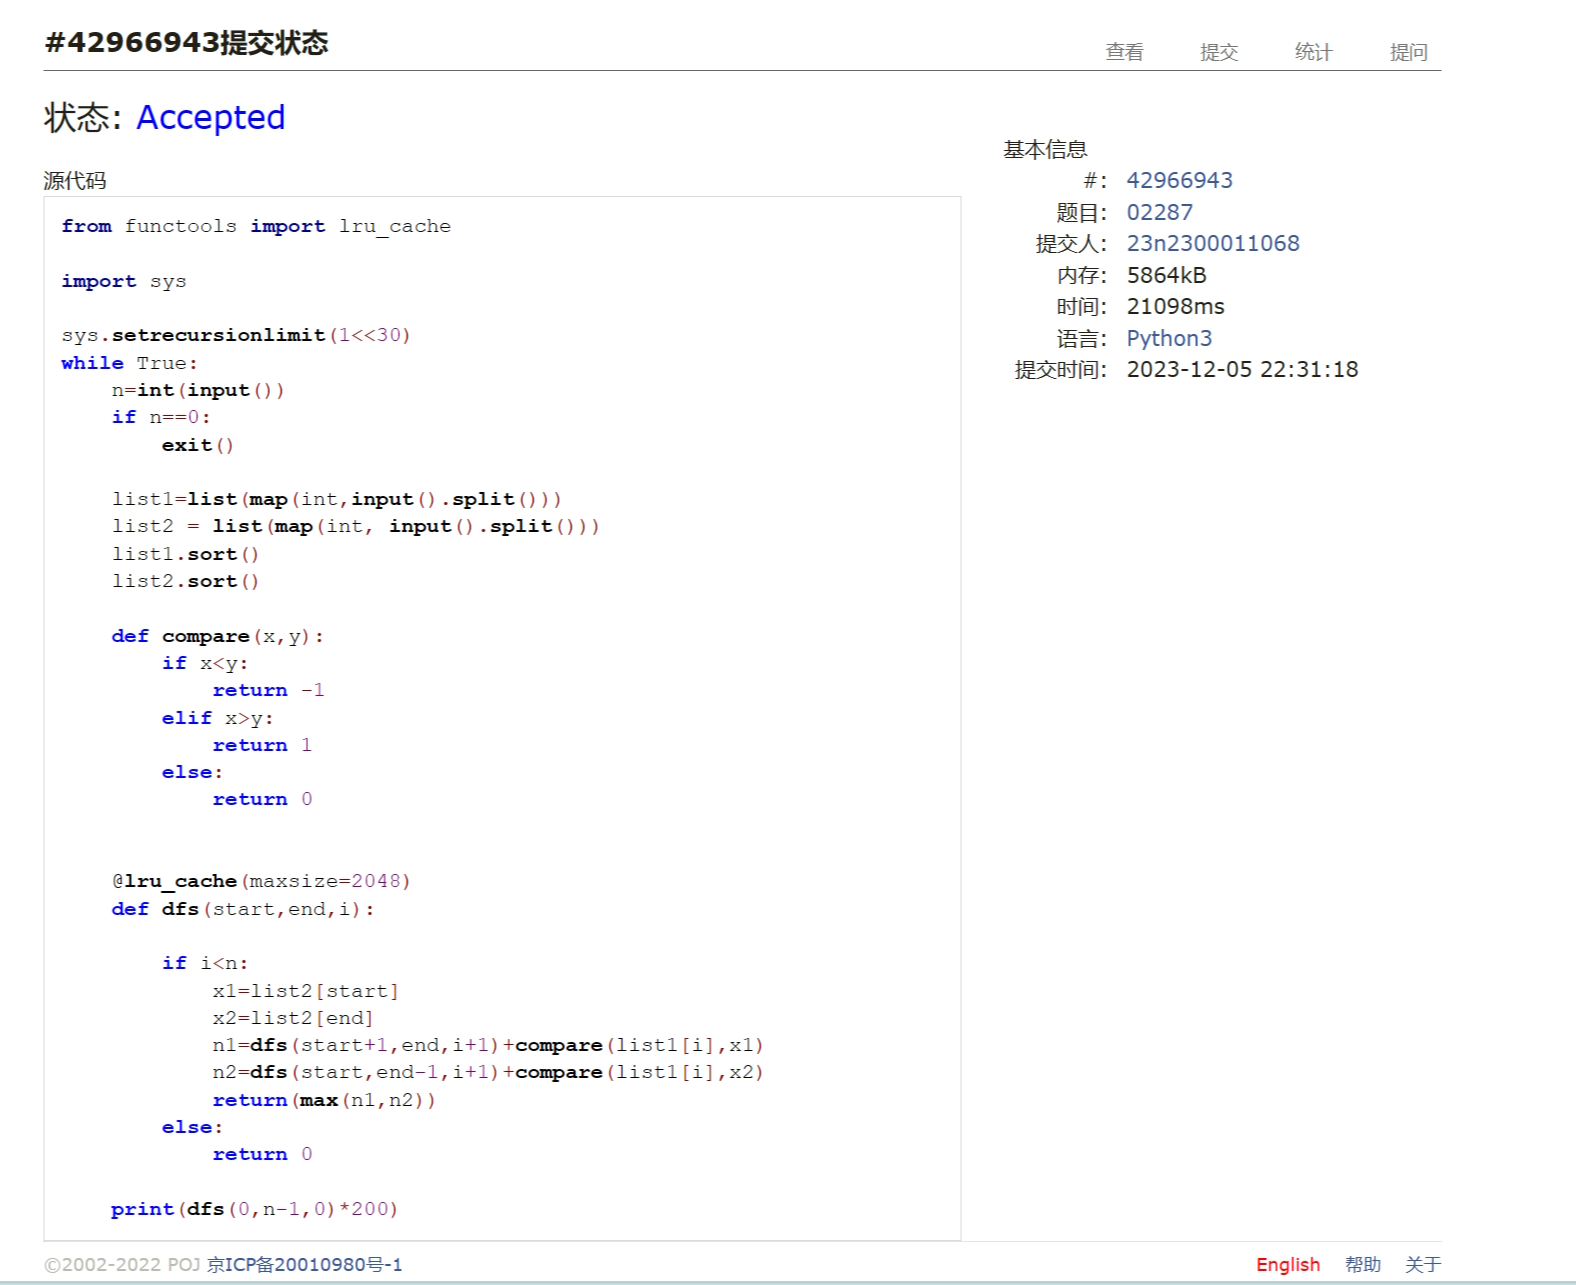 #42966943提交状态
查看 提交 统计 提问
状态: Accepted
源代码
from functools import lru_cache
import sys
sys.setrecursionlimit(1<<30)
while True:
    n=int(input())
    if n==0:
        exit()
    list1=list(map(int,input().split()))
    list2 = list(map(int, input().split()))
    list1.sort()
    list2.sort()
    def compare(x,y):
        if x<y:
            return -1
        elif x>y:
            return 1
        else:
            return 0
    @lru_cache(maxsize=2048)
    def dfs(start,end,i):
        if i<n:
            x1=list2[start]
            x2=list2[end]
            n1=dfs(start+1,end,i+1)+compare(list1[i],x1)
            n2=dfs(start,end-1,i+1)+compare(list1[i],x2)
            return(max(n1,n2))
        else:
            return 0
    print(dfs(0,n-1,0)*200)
基本信息
#: 42966943
题目: 02287
提交人: 23n2300011068
内存: 5864kB
时间: 21098ms
语言: Python3
提交时间: 2023-12-05 22:31:18
©2002-2022 POJ 京ICP备20010980号-1
English 帮助 关于